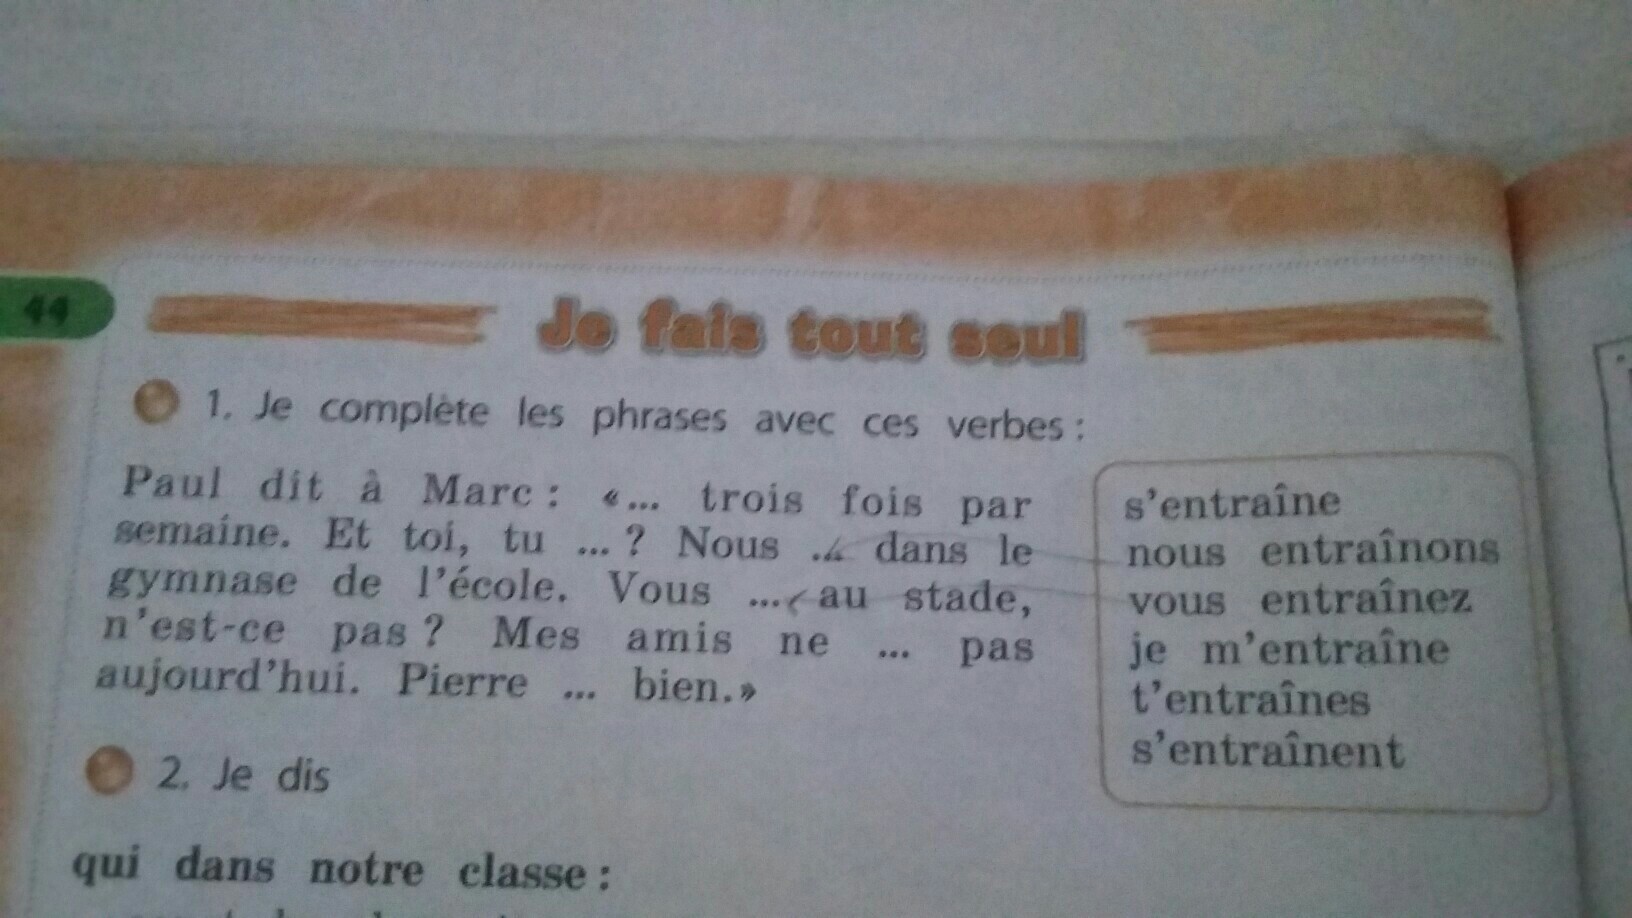 44
Je fais tout seul
1. Je complète les phrases avec ces verbes :
Paul dit à Marc : «... trois fois par
semaine. Et toi, tu ... ? Nous ... dans le
gymnase de l'école. Vous ... au stade,
n'est-ce pas ? Mes amis ne ... pas
aujourd'hui. Pierre ... bien.»
s'entraîne
nous entraînons
vous entraînez
je m'entraîne
t'entraînes
s'entraînent
2. Je dis
qui dans notre classe :